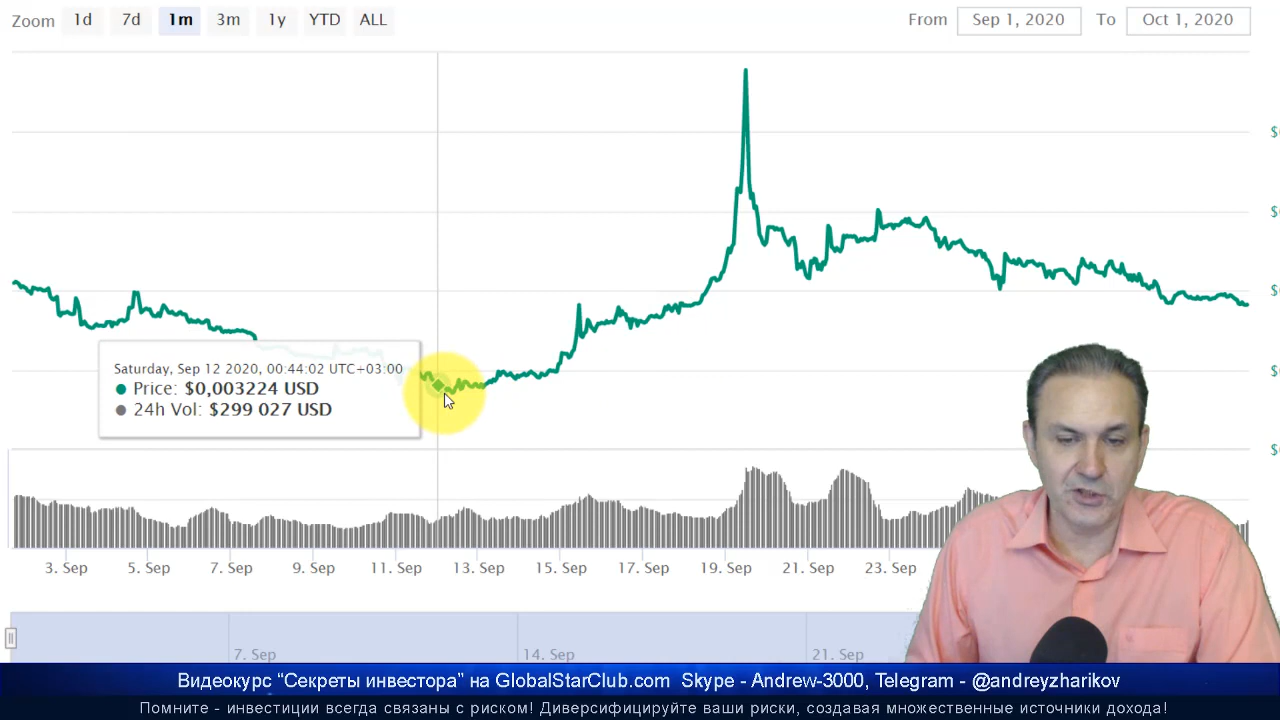 Zoom 1d 7d 1m 3m 1y YTD ALL From Sep 1, 2020 To Oct 1, 2020
Saturday, Sep 12 2020, 00:44:02 UTC+03:00
Price: $0,003224 USD
24h Vol: $299 027 USD
3. Sep 5. Sep 7. Sep 9. Sep 11. Sep 13. Sep 15. Sep 17. Sep 19. Sep 21. Sep 23. Sep
7. Sep 14. Sep 21. Sep
Видеокурс “Секреты инвестора” на GlobalStarClub.com Skype - Andrew-3000, Telegram - @andreyzharikov
Помните - инвестиции всегда связаны с риском! Диверсифицируйте ваши риски, создавая множественные источники дохода!